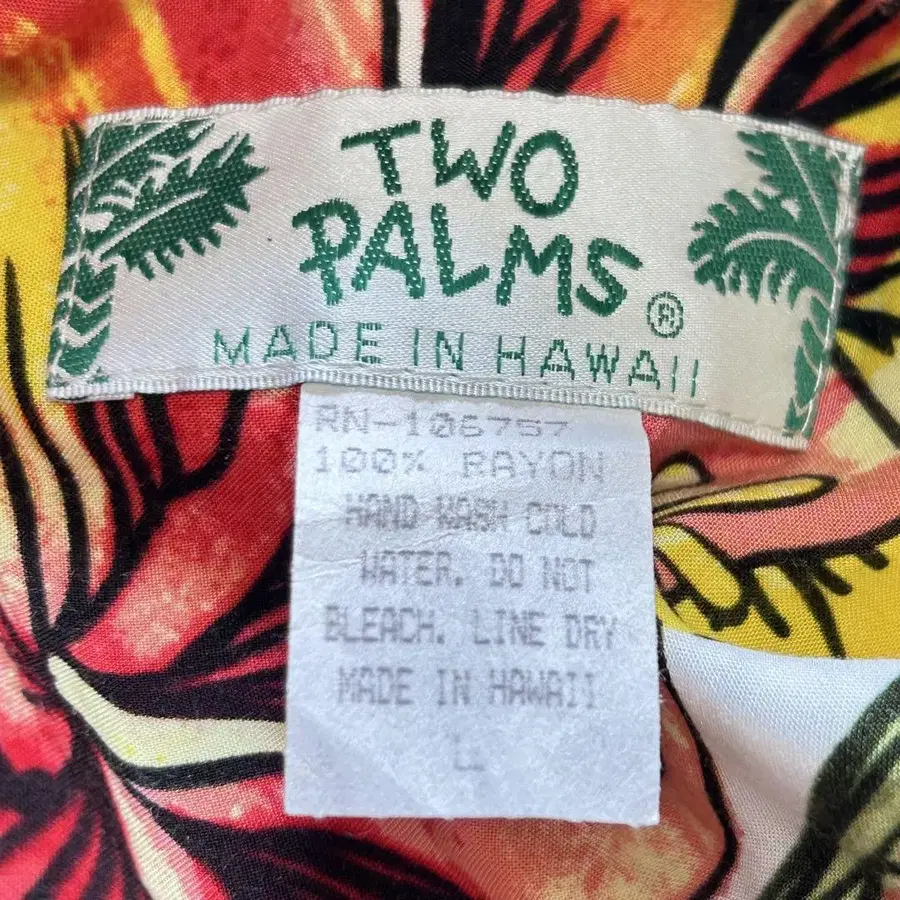 TWO
PALMS®
MADE IN HAWAII
RN-106757
100% RAYON
HAND WASH COLD
WATER. DO NOT
BLEACH. LINE DRY
MADE IN HAWAII
L